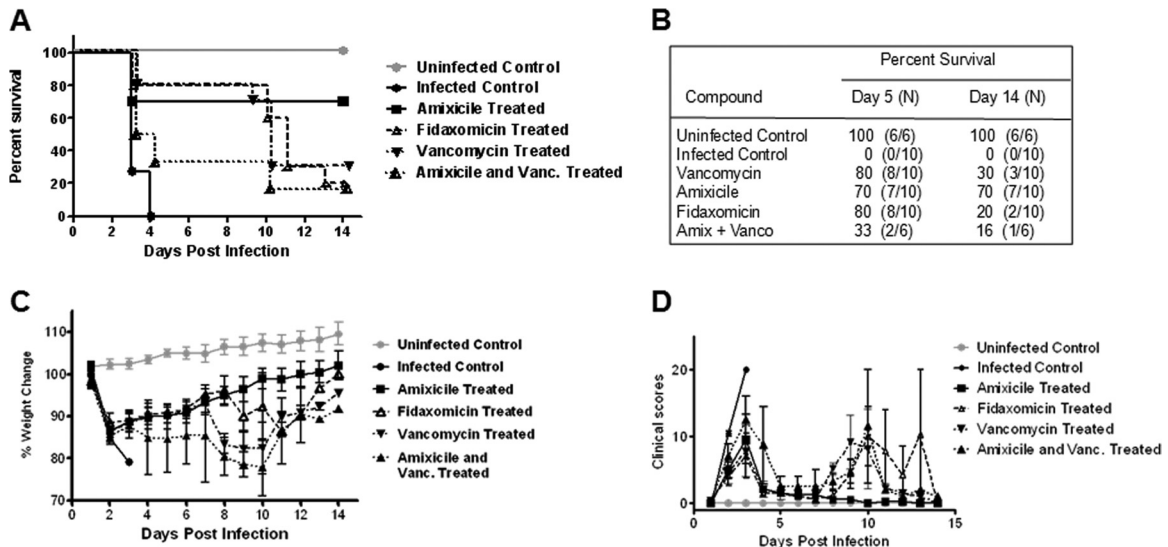 A
Percent survival
100
80
60
40
20
0
0 2 4 6 8 10 12 14
Days Post Infection
Uninfected Control
Infected Control
Amixicile Treated
Fidaxomicin Treated
Vancomycin Treated
Amixicile and Vanc. Treated
B
Percent Survival
Compound Day 5 (N) Day 14 (N)
Uninfected Control 100 (6/6) 100 (6/6)
Infected Control 0 (0/10) 0 (0/10)
Vancomycin 80 (8/10) 30 (3/10)
Amixicile 70 (7/10) 70 (7/10)
Fidaxomicin 80 (8/10) 20 (2/10)
Amix + Vanco 33 (2/6) 16 (1/6)
C
% Weight Change
110
100
90
80
70
0 2 4 6 8 10 12 14
Days Post Infection
Uninfected Control
Infected Control
Amixicile Treated
Fidaxomicin Treated
Vancomycin Treated
Amixicile and
Vanc. Treated
D
Clinical scores
20
10
0
0 5 10 15
Days Post Infection
Uninfected Control
Infected Control
Amixicile Treated
Fidaxomicin Treated
Vancomycin Treated
Amixicile and Vanc. Treated